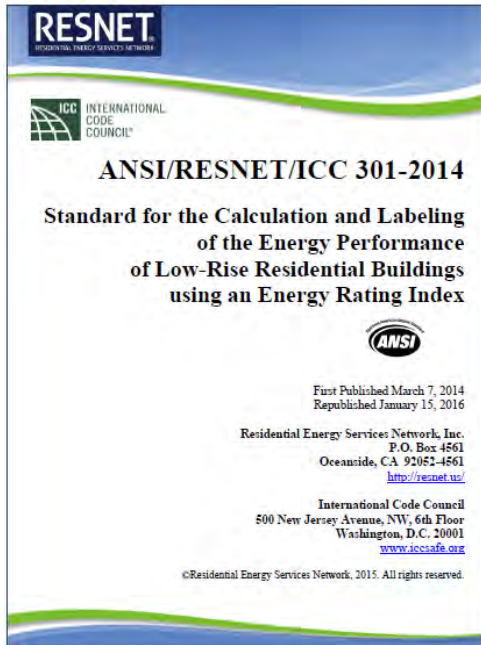 RESNET
RESIDENTIAL ENERGY SERVICES NETWORK
ICC INTERNATIONAL
CODE
COUNCIL®
ANSI/RESNET/ICC 301-2014
Standard for the Calculation and Labeling
of the Energy Performance
of Low-Rise Residential Buildings
using an Energy Rating Index
ANSI
First Published March 7, 2014
Republished January 15, 2016
Residential Energy Services Network, Inc.
P.O. Box 4561
Oceanside, CA 92052-4561
http://resnet.us/
International Code Council
500 New Jersey Avenue, NW, 6th Floor
Washington, D.C. 20001
www.iccsafe.org
©Residential Energy Services Network, 2015. All rights reserved.